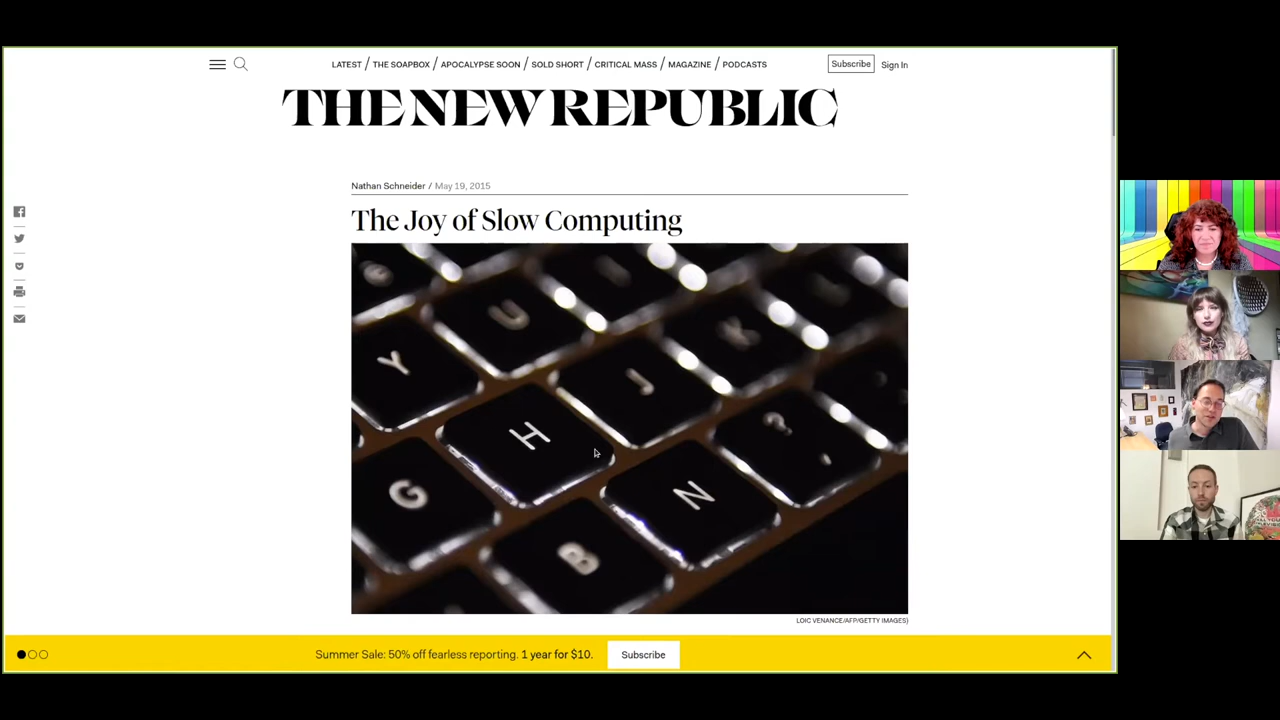 LATEST / THE SOAPBOX / APOCALYPSE SOON / SOLD SHORT / CRITICAL MASS / MAGAZINE / PODCASTS
Subscribe
Sign In
THE NEW REPUBLIC
Nathan Schneider / May 19, 2015
The Joy of Slow Computing
U
K
Y
J
H
?
,
G
N
B
LOIC VENANCE/AFP/GETTY IMAGES)
Summer Sale: 50% off fearless reporting. 1 year for $10.
Subscribe